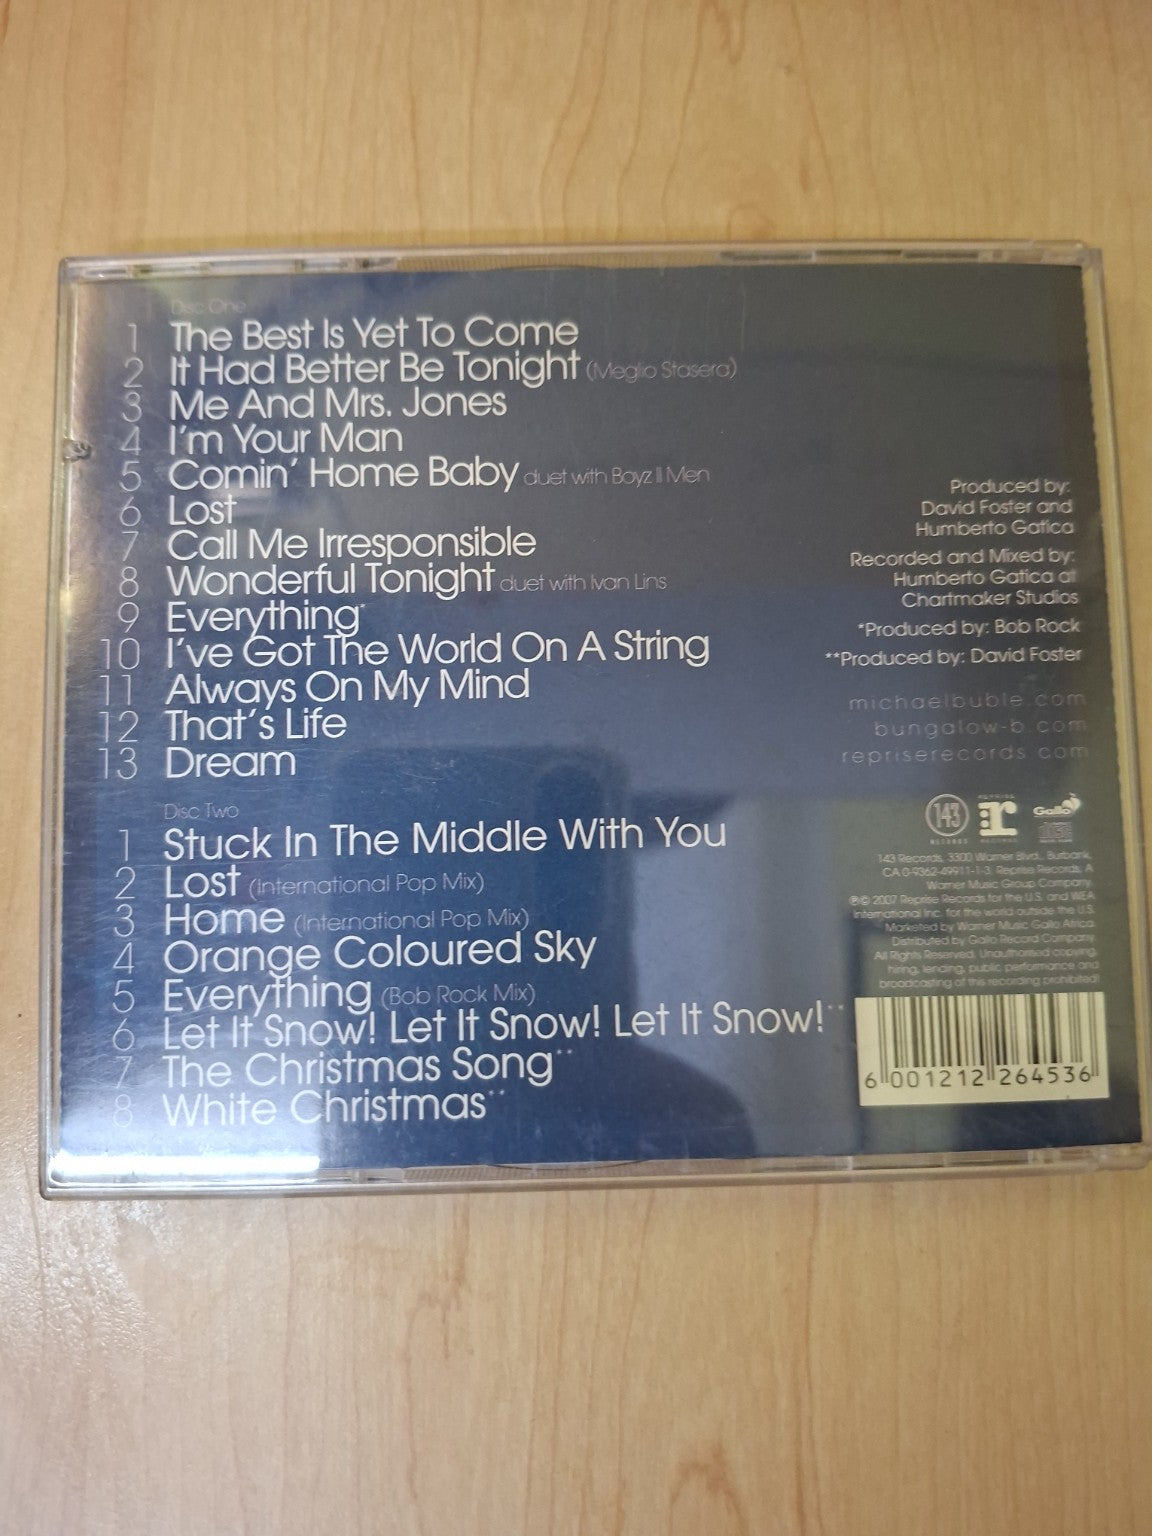 Disc One
1 The Best Is Yet To Come
2 It Had Better Be Tonight (Meglio Stasera)
3 Me And Mrs. Jones
4 I'm Your Man
5 Comin' Home Baby duet with Boyz II Men
6 Lost
7 Call Me Irresponsible
8 Wonderful Tonight duet with Ivan Lins
9 Everything*
10 I've Got The World On A String
11 Always On My Mind
12 That's Life
13 Dream
Disc Two
1 Stuck In The Middle With You
2 Lost (International Pop Mix)
3 Home (International Pop Mix)
4 Orange Coloured Sky
5 Everything (Bob Rock Mix)
6 Let It Snow! Let It Snow! Let It Snow!**
7 The Christmas Song**
8 White Christmas**
Produced by:
David Foster and
Humberto Gatica
Recorded and Mixed by:
Humberto Gatica at
Chartmaker Studios
*Produced by: Bob Rock
**Produced by: David Foster
michaelbuble.com
bungalow-b.com
repriserecords.com
143
RECORDS
REPRISE
r
RECORDS
Gallo
143 Records, 3300 Warner Blvd., Burbank,
CA 0-9362-49911-1-3. Reprise Records, A
Warner Music Group Company.
℗© 2007 Reprise Records for the U.S. and WEA
International Inc. for the world outside the U.S.
Marketed by Warner Music Gallo Africa.
Distributed by Gallo Record Company.
All Rights Reserved. Unauthorised copying,
hiring, lending, public performance and
broadcasting of this recording prohibited!
6 001212 264536